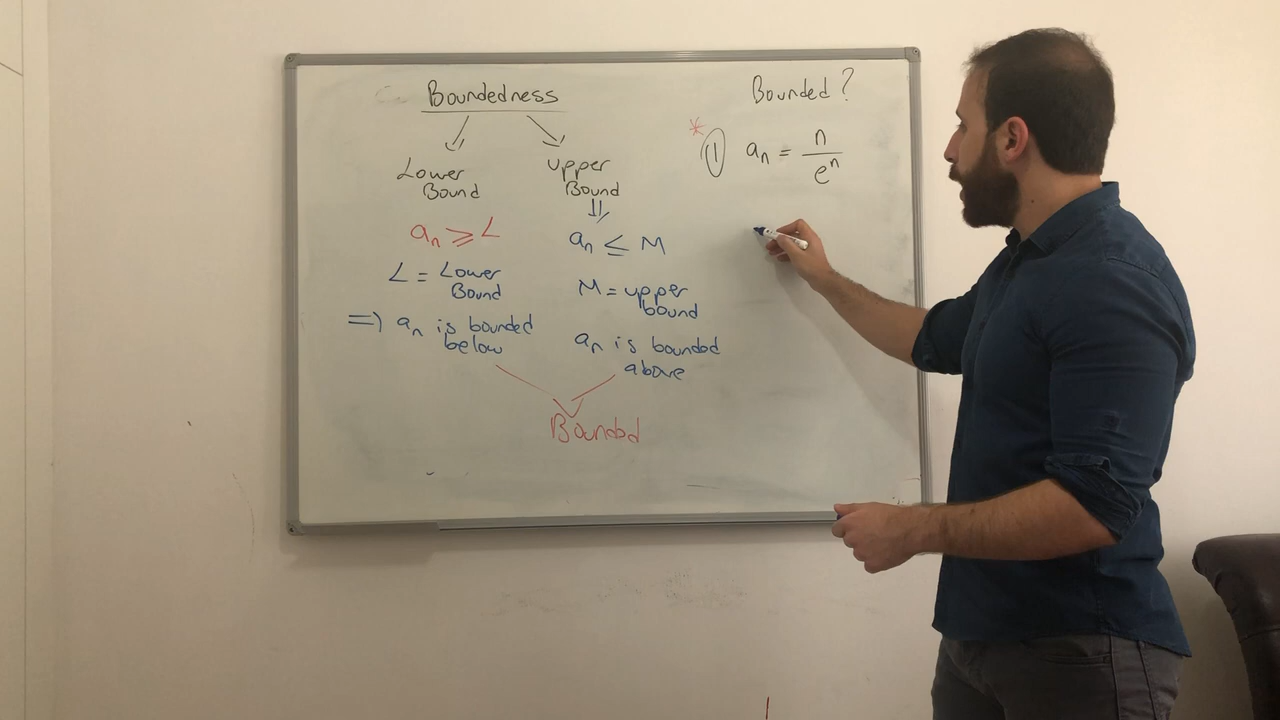 Boundedness
Lower Bound
upper Bound
⇓
aₙ ⩾ L
L = Lower Bound
⇒ aₙ is bounded below
aₙ ≤ M
M = upper bound
aₙ is bounded above
Bounded
Bounded ?
* ① aₙ = n / eⁿ